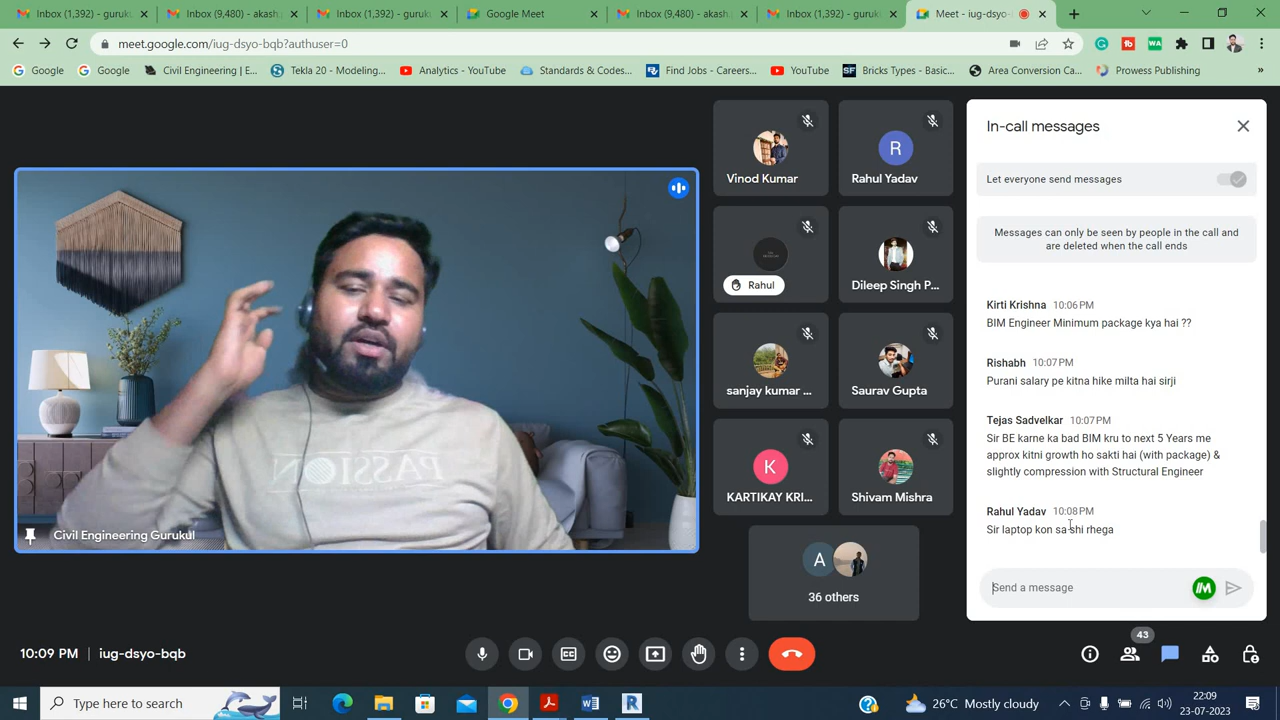 Inbox (1,392) - guruku
Inbox (9,480) - akash.
Inbox (1,392) - guruku
Google Meet
Inbox (9,480) - akash.p
Inbox (1,392) - guruku
Meet - iug-dsyo-
meet.google.com/iug-dsyo-bqb?authuser=0
Google
Google
Civil Engineering | E...
Tekla 20 - Modeling...
Analytics - YouTube
Standards & Codes...
Find Jobs - Careers...
YouTube
SF
Bricks Types - Basic...
Area Conversion Ca...
Prowess Publishing
PASSION
Civil Engineering Gurukul
Vinod Kumar
R
Rahul Yadav
Rahul
Dileep Singh P...
sanjay kumar ...
Saurav Gupta
K
KARTIKAY KRI...
Shivam Mishra
A
36 others
In-call messages
Let everyone send messages
Messages can only be seen by people in the call and
are deleted when the call ends
Kirti Krishna 10:06 PM
BIM Engineer Minimum package kya hai ??
Rishabh 10:07 PM
Purani salary pe kitna hike milta hai sirji
Tejas Sadvelkar 10:07 PM
Sir BE karne ka bad BIM kru to next 5 Years me
approx kitni growth ho sakti hai (with package) &
slightly compression with Structural Engineer
Rahul Yadav 10:08 PM
Sir laptop kon sa shi rhega
Send a message
10:09 PM | iug-dsyo-bqb
43
Type here to search
26°C Mostly cloudy
22:09
23-07-2023